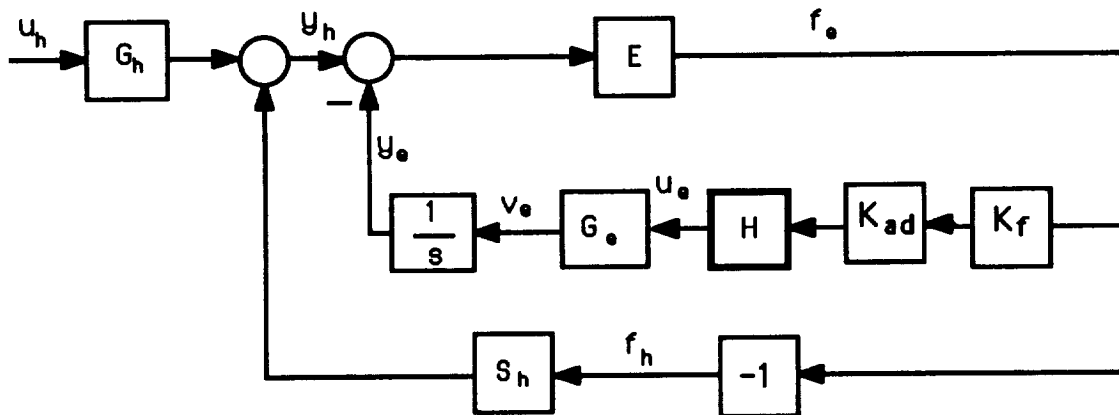 u_h
G_h
y_h
E
f_e
−
y_e
1
s
v_e
G_e
u_e
H
K_ad
K_f
S_h
f_h
-1